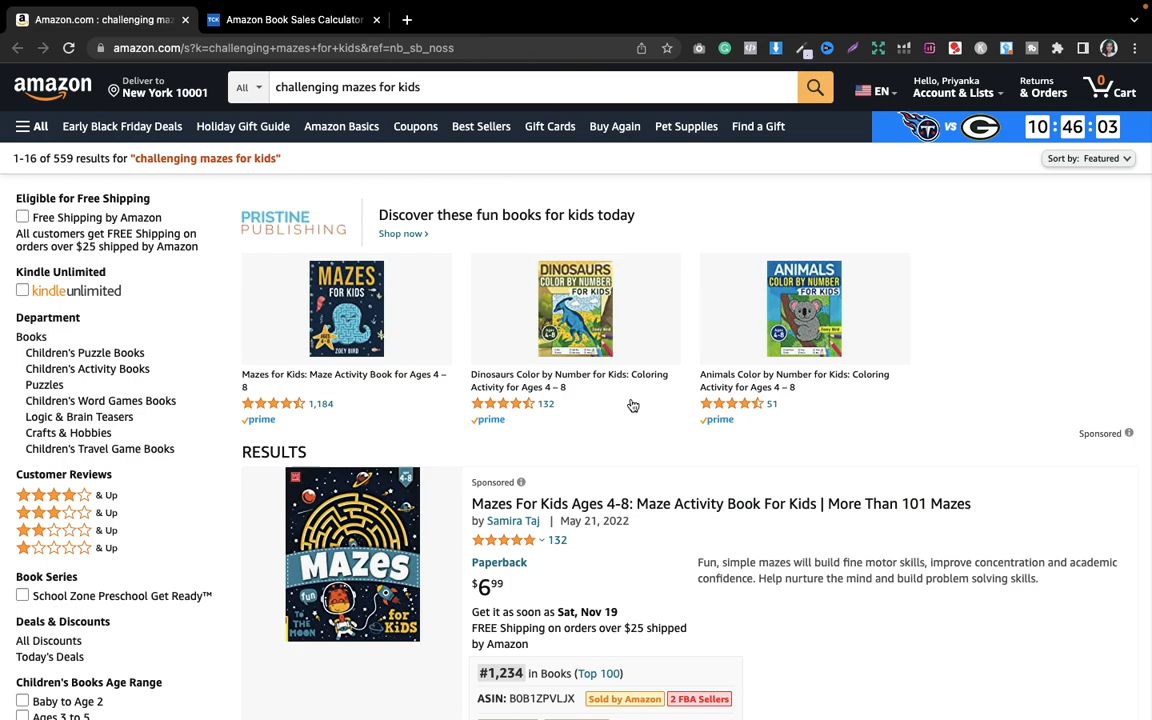 Amazon.com : challenging maz
Amazon Book Sales Calculator
amazon.com/s?k=challenging+mazes+for+kids&ref=nb_sb_noss
amazon
Deliver to
New York 10001
All
challenging mazes for kids
EN
Hello, Priyanka
Account & Lists
Returns
& Orders
0
Cart
All
Early Black Friday Deals
Holiday Gift Guide
Amazon Basics
Coupons
Best Sellers
Gift Cards
Buy Again
Pet Supplies
Find a Gift
VS
10:46:03
1-16 of 559 results for "challenging mazes for kids"
Sort by: Featured
Eligible for Free Shipping
Free Shipping by Amazon
All customers get FREE Shipping on
orders over $25 shipped by Amazon
Kindle Unlimited
kindleunlimited
Department
Books
Children's Puzzle Books
Children's Activity Books
Puzzles
Children's Word Games Books
Logic & Brain Teasers
Crafts & Hobbies
Children's Travel Game Books
Customer Reviews
& Up
& Up
& Up
& Up
Book Series
School Zone Preschool Get Ready™
Deals & Discounts
All Discounts
Today's Deals
Children's Books Age Range
Baby to Age 2
Ages 3 to 5
PRISTINE
PUBLISHING
Discover these fun books for kids today
Shop now ›
MAZES
FOR KIDS
ZOEY BIRD
Mazes for Kids: Maze Activity Book for Ages 4 –
8
1,184
prime
DINOSAURS
COLOR BY NUMBER
FOR KIDS
Dinosaurs Color by Number for Kids: Coloring
Activity for Ages 4 – 8
132
prime
ANIMALS
COLOR BY NUMBER
FOR KIDS
Animals Color by Number for Kids: Coloring
Activity for Ages 4 – 8
51
prime
Sponsored
RESULTS
4-8
MAZES
fun
TO
THE
MOON
for
KiDS
Sponsored
Mazes For Kids Ages 4-8: Maze Activity Book For Kids | More Than 101 Mazes
by Samira Taj | May 21, 2022
132
Paperback
$6.99
Get it as soon as Sat, Nov 19
FREE Shipping on orders over $25 shipped
by Amazon
Fun, simple mazes will build fine motor skills, improve concentration and academic
confidence. Help nurture the mind and build problem solving skills.
#1,234 in Books (Top 100)
ASIN: B0B1ZPVLJX Sold by Amazon 2 FBA Sellers